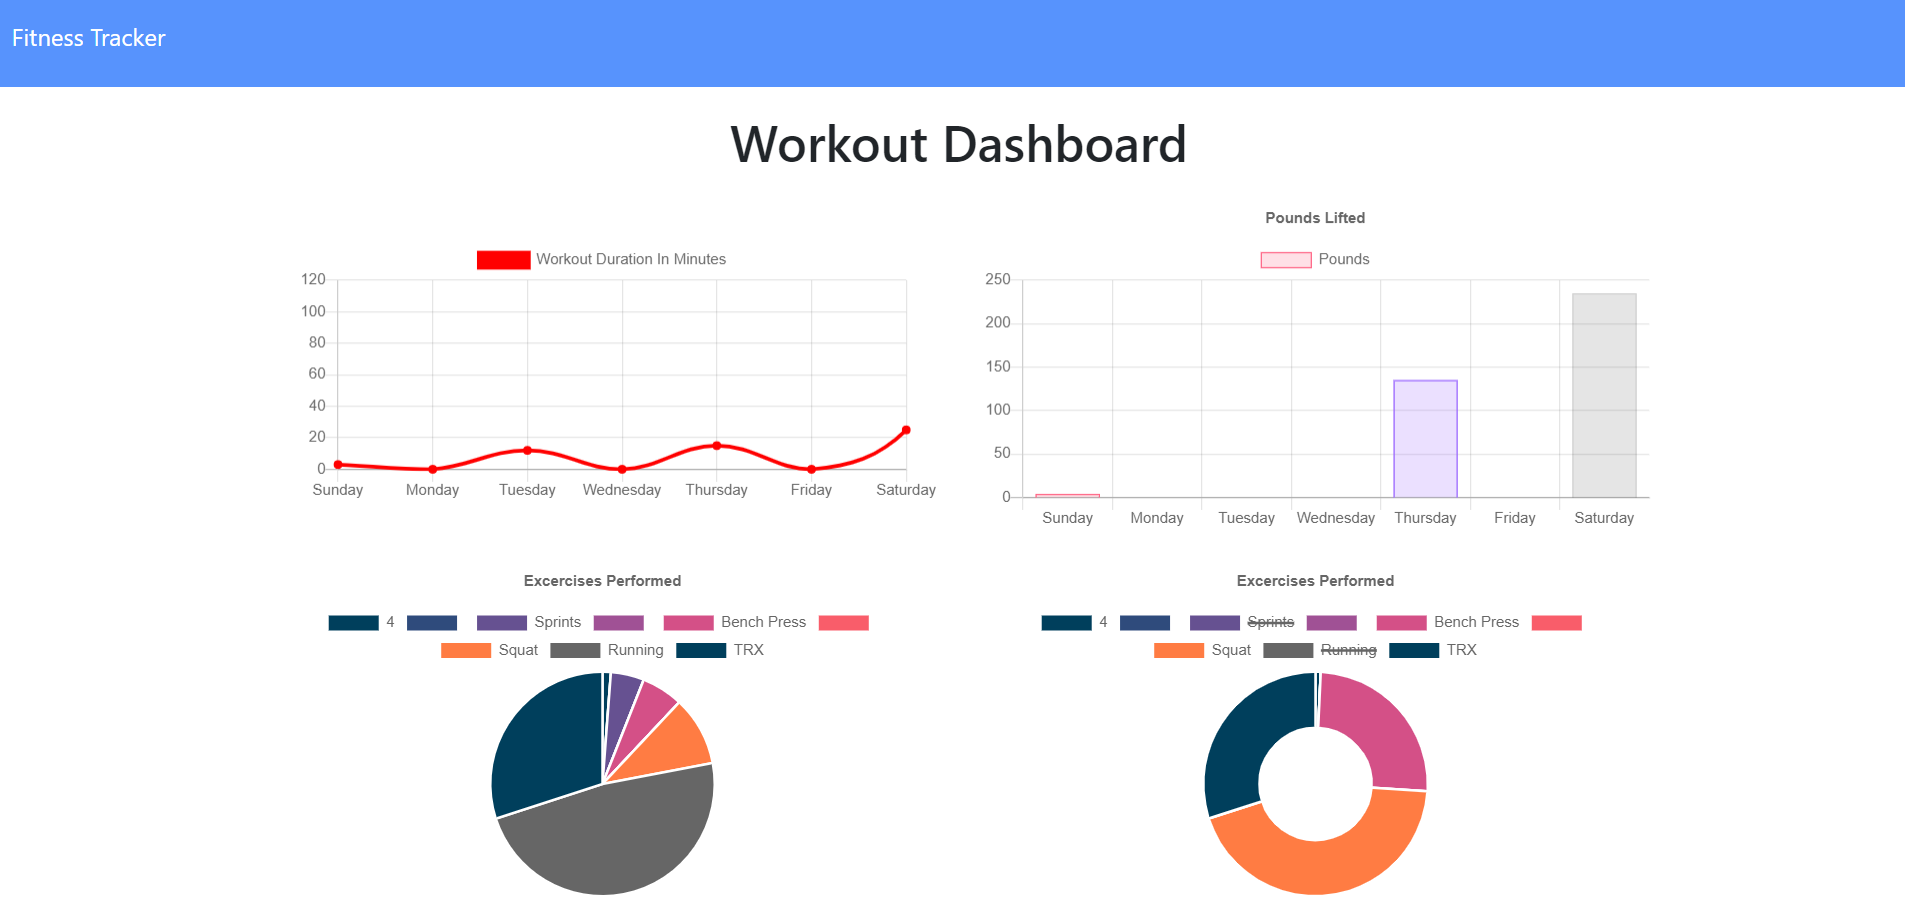 Fitness Tracker
Workout Dashboard
Workout Duration In Minutes
120
100
80
60
40
20
0
Sunday Monday Tuesday Wednesday Thursday Friday Saturday
Pounds Lifted
Pounds
250
200
150
100
50
0
Sunday Monday Tuesday Wednesday Thursday Friday Saturday
Excercises Performed
4 Sprints Bench Press
Squat Running TRX
Excercises Performed
4 Sprints Bench Press
Squat Running TRX